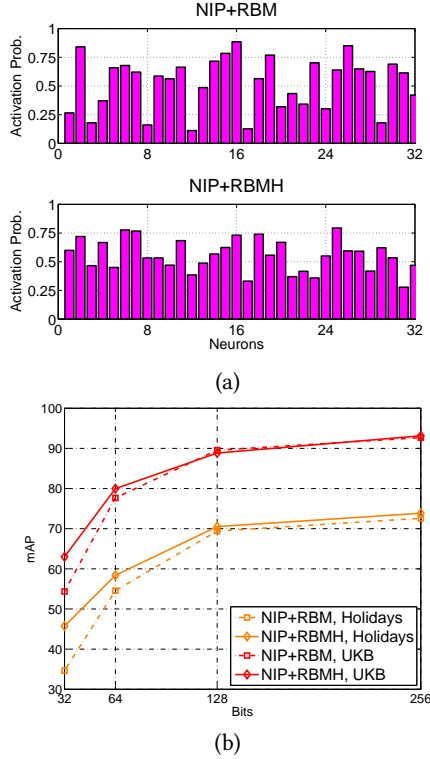 NIP+RBM
Activation Prob.
1
0.75
0.5
0.25
0
0 8 16 24 32
NIP+RBMH
Activation Prob.
1
0.75
0.5
0.25
0
0 8 16 24 32
Neurons
(a)
mAP
100
90
80
70
60
50
40
30
NIP+RBM, Holidays
NIP+RBMH, Holidays
NIP+RBM, UKB
NIP+RBMH, UKB
32 64 128 256
Bits
(b)